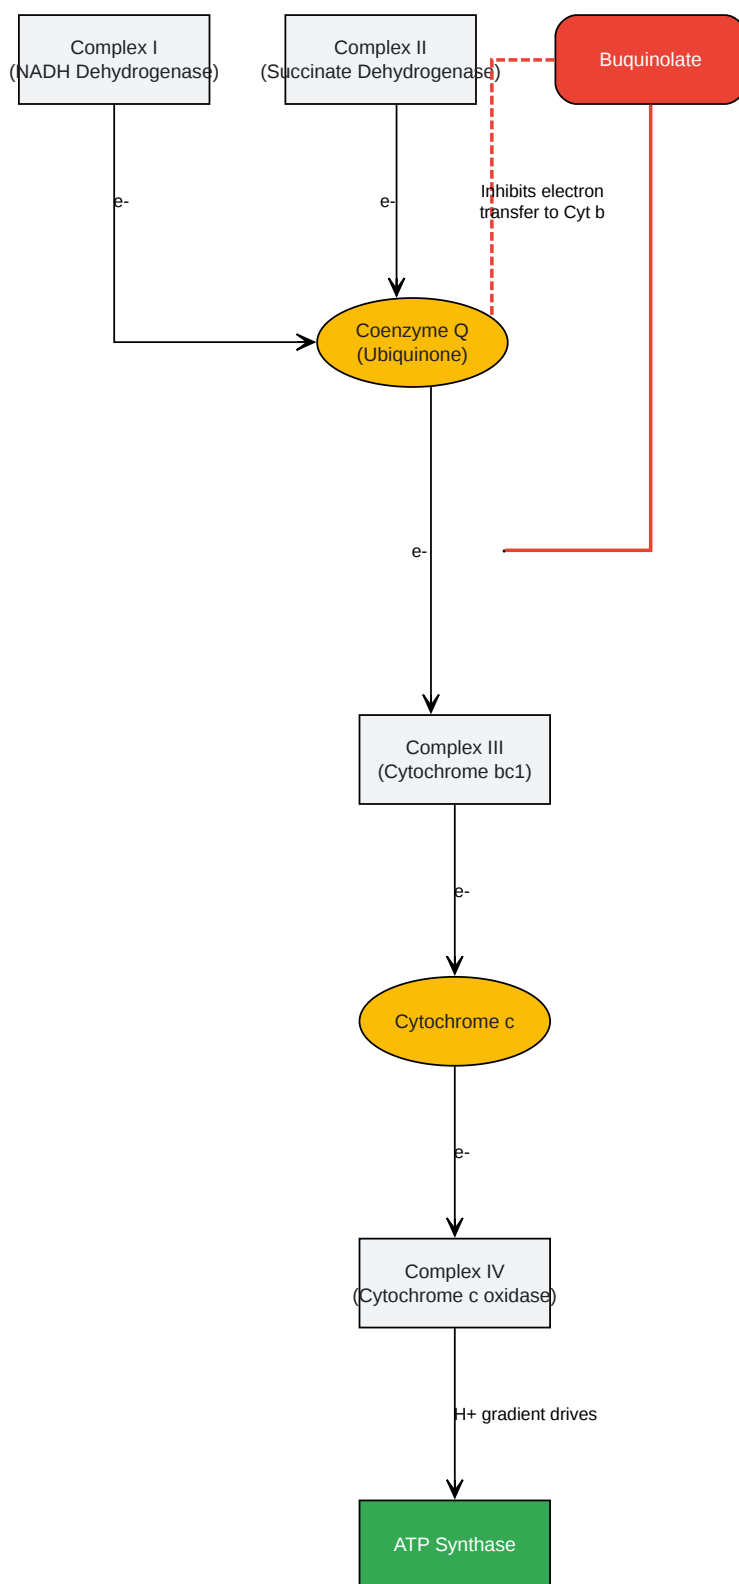 Complex I
(NADH Dehydrogenase)
Complex II
(Succinate Dehydrogenase)
Buquinolate
e-
e-
Inhibits electron
transfer to Cyt b
Coenzyme Q
(Ubiquinone)
e-
Complex III
(Cytochrome bc1)
e-
Cytochrome c
e-
Complex IV
(Cytochrome c oxidase)
H+ gradient drives
ATP Synthase